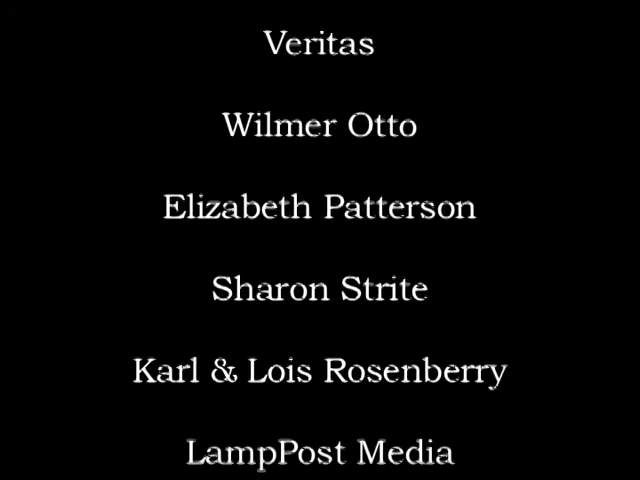 Veritas
Wilmer Otto
Elizabeth Patterson
Sharon Strite
Karl & Lois Rosenberry
LampPost Media